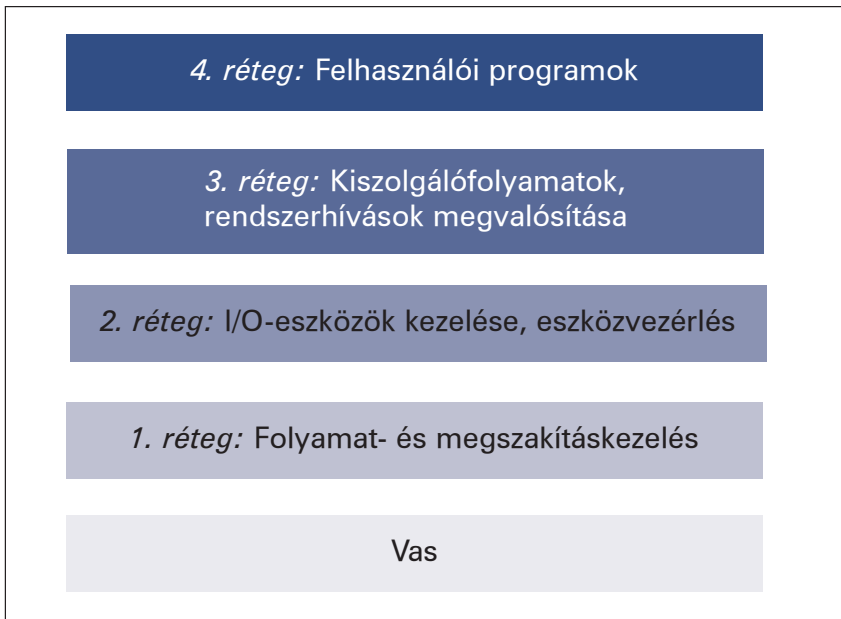 4. réteg: Felhasználói programok
3. réteg: Kiszolgálófolyamatok,
rendszerhívások megvalósítása
2. réteg: I/O-eszközök kezelése, eszközvezérlés
1. réteg: Folyamat- és megszakításkezelés
Vas